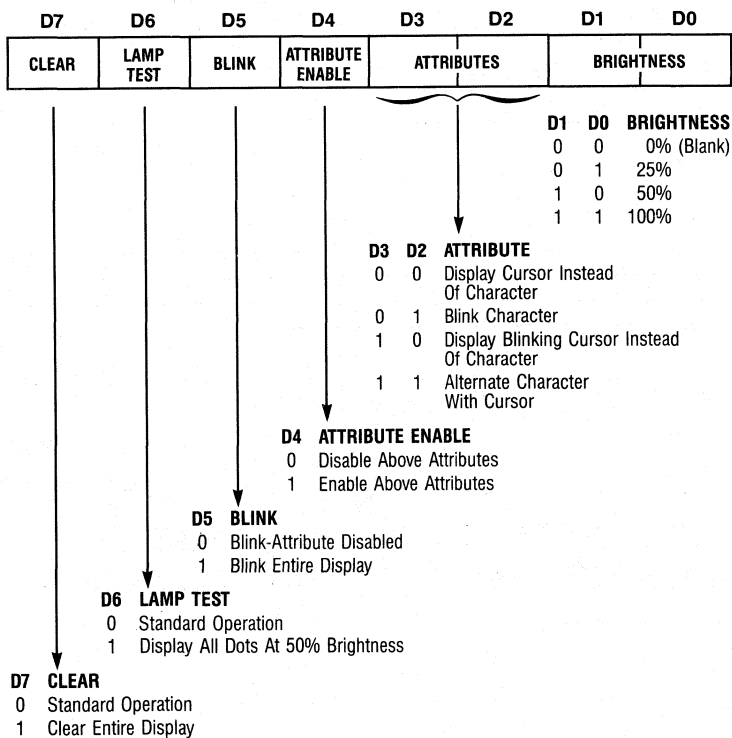 D7 D6 D5 D4 D3 D2 D1 D0
CLEAR LAMP TEST BLINK ATTRIBUTE ENABLE ATTRIBUTES BRIGHTNESS
D1 D0 BRIGHTNESS
0 0 0% (Blank)
0 1 25%
1 0 50%
1 1 100%
D3 D2 ATTRIBUTE
0 0 Display Cursor Instead
Of Character
0 1 Blink Character
1 0 Display Blinking Cursor Instead
Of Character
1 1 Alternate Character
With Cursor
D4 ATTRIBUTE ENABLE
0 Disable Above Attributes
1 Enable Above Attributes
D5 BLINK
0 Blink-Attribute Disabled
1 Blink Entire Display
D6 LAMP TEST
0 Standard Operation
1 Display All Dots At 50% Brightness
D7 CLEAR
0 Standard Operation
1 Clear Entire Display